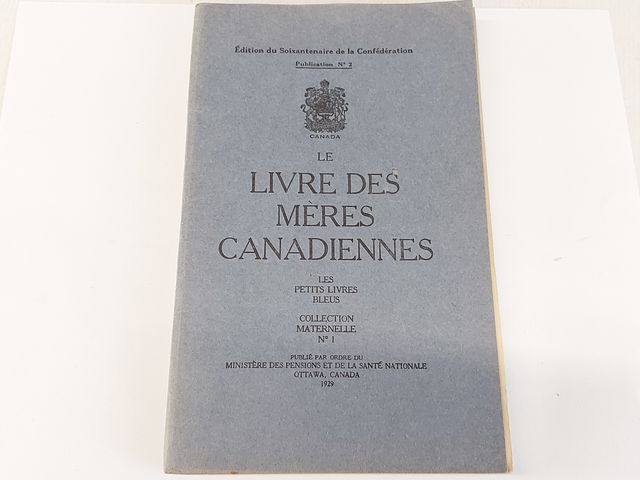 Édition du Soixantenaire de la Confédération
Publication N° 2
CANADA
LE
LIVRE DES
MÈRES
CANADIENNES
LES
PETITS LIVRES
BLEUS
COLLECTION
MATERNELLE
N° 1
PUBLIÉ PAR ORDRE DU
MINISTÈRE DES PENSIONS ET DE LA SANTÉ NATIONALE
OTTAWA, CANADA
1929